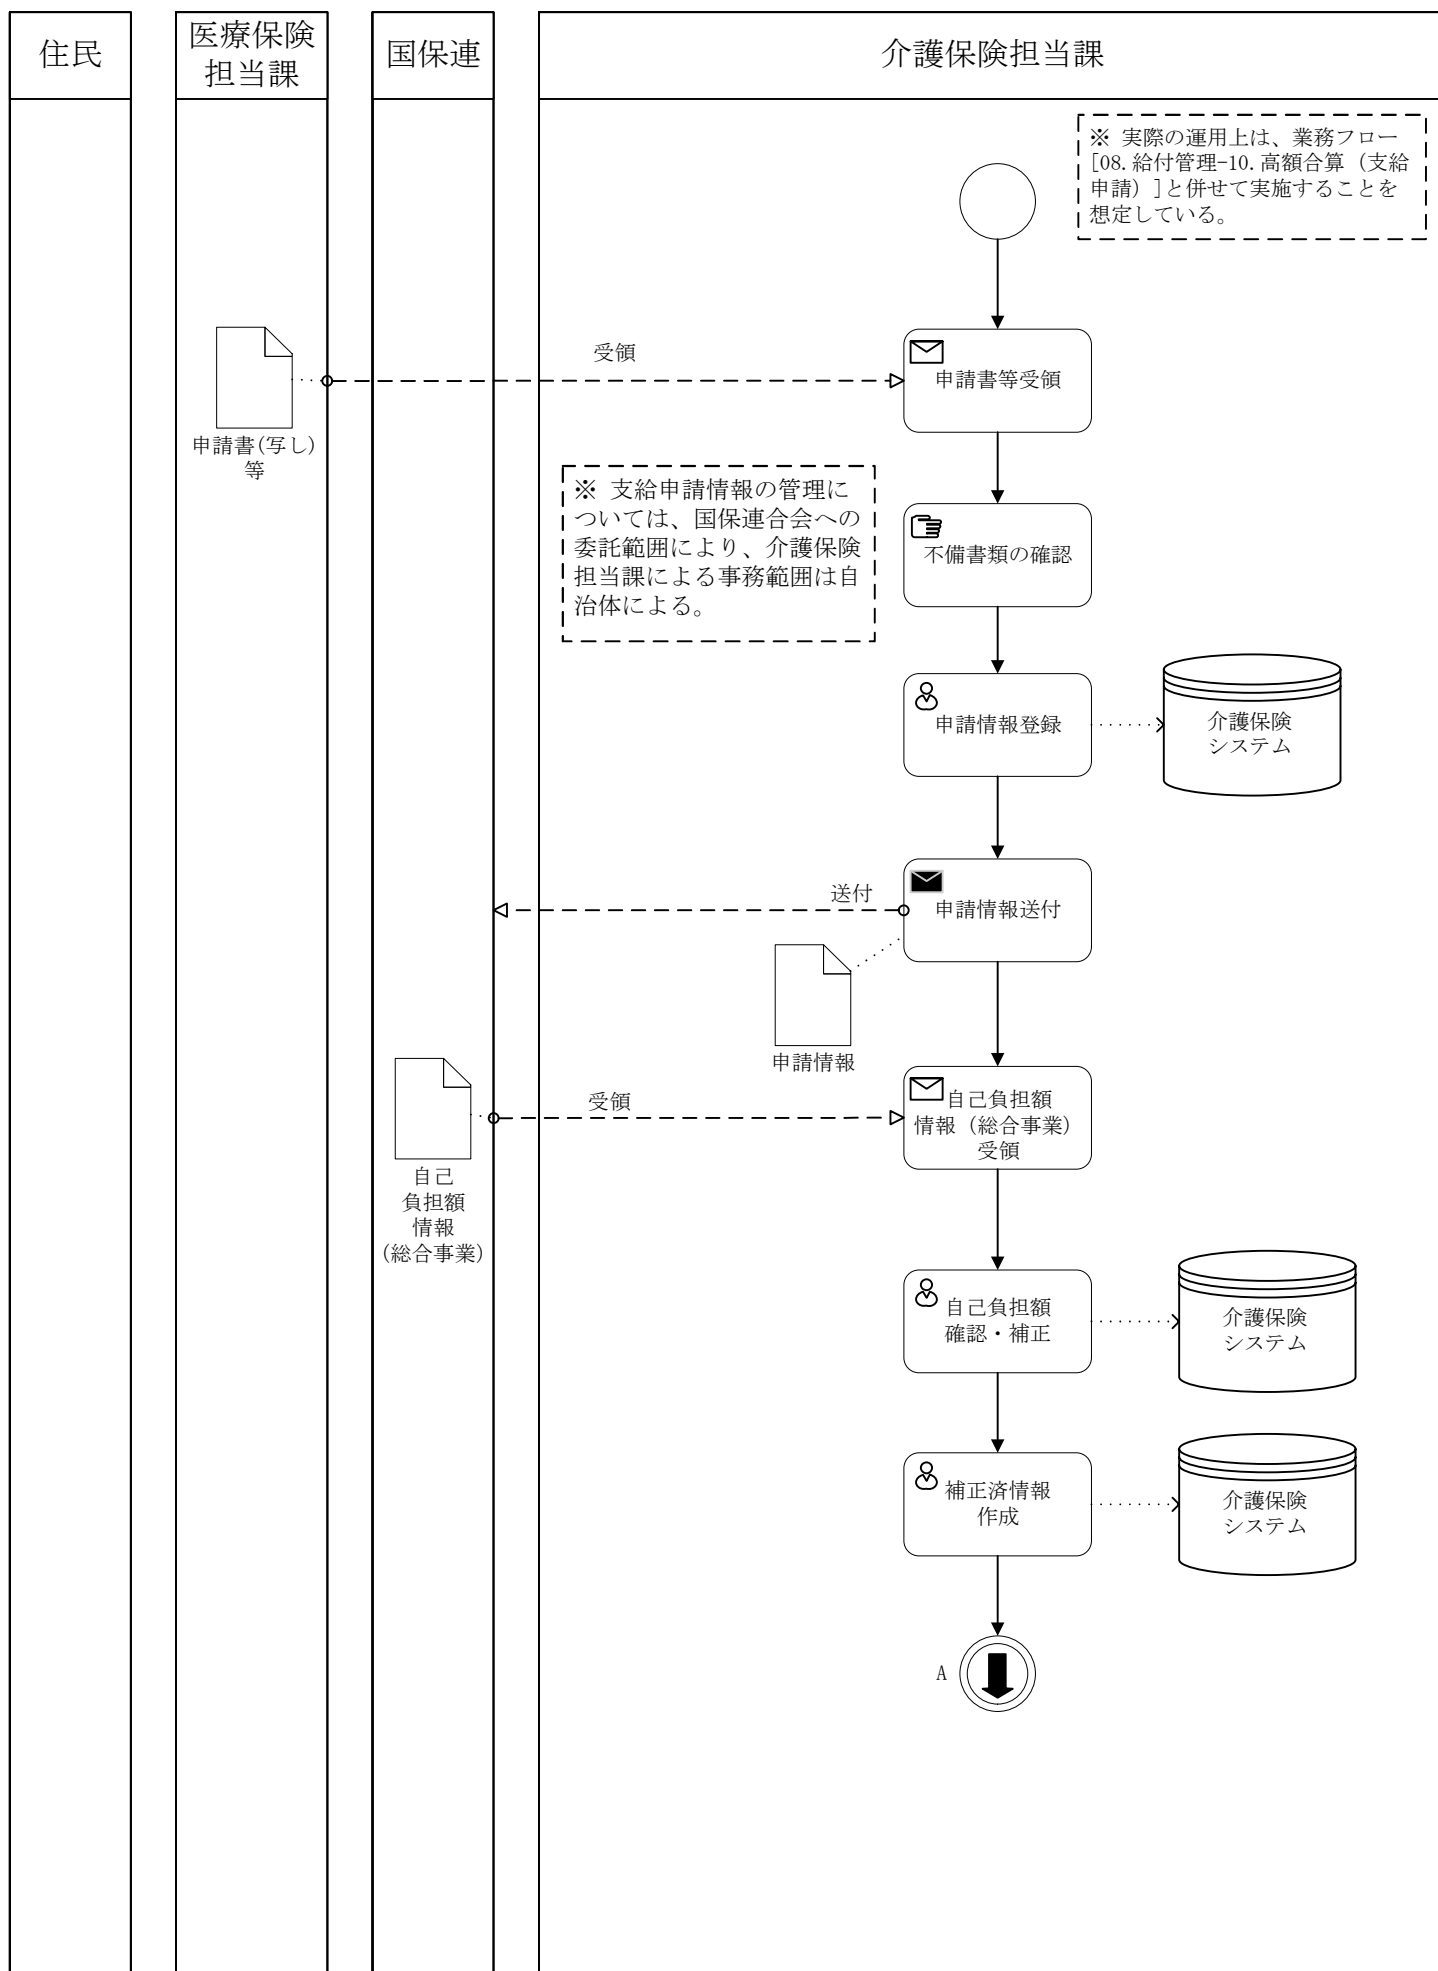 住民
医療保険
担当課
国保連
介護保険担当課
※ 実際の運用上は、業務フロー
[08.給付管理-10.高額合算（支給
申請）]と併せて実施することを
想定している。
受領
申請書等受領
申請書(写し)
等
※ 支給申請情報の管理に
ついては、国保連合会への
委託範囲により、介護保険
担当課による事務範囲は自
治体による。
不備書類の確認
申請情報登録
介護保険
システム
送付
申請情報送付
申請情報
受領
自己負担額
情報（総合事業）
受領
自己
負担額
情報
(総合事業)
自己負担額
確認・補正
介護保険
システム
補正済情報
作成
介護保険
システム
A